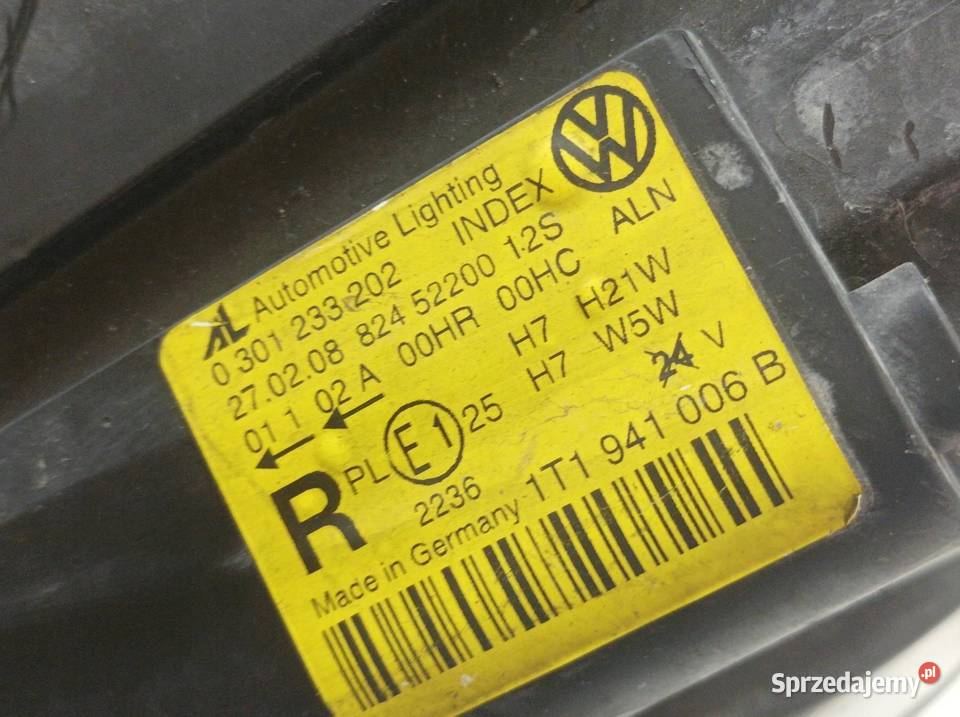 AL Automotive Lighting
0 301 233 202 INDEX
27.02.08 824 52200 1.2S
01 1 02 A 00HR 00HC ALN
PL E1 25 H7 H21W
H7 W5W
R 2236 24 V
Made in Germany 1T1 941 006 B
VW
Sprzedajemy.pl